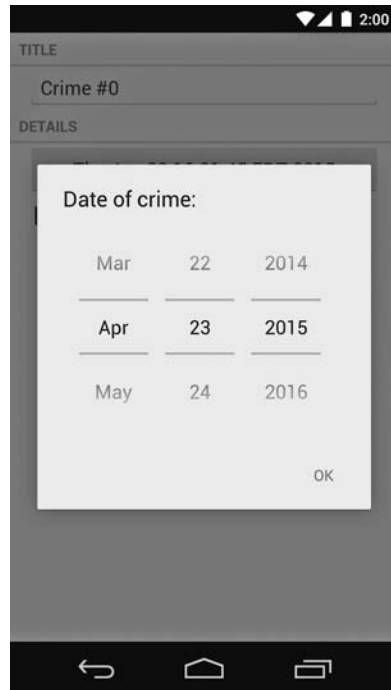 2:00
TITLE
Crime #0
DETAILS
Date of crime:
Mar 22 2014
Apr 23 2015
May 24 2016
OK